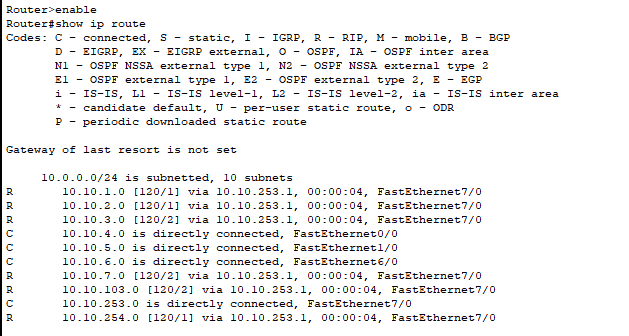 Router>enable
Router#show ip route
Codes: C - connected, S - static, I - IGRP, R - RIP, M - mobile, B - BGP
D - EIGRP, EX - EIGRP external, O - OSPF, IA - OSPF inter area
N1 - OSPF NSSA external type 1, N2 - OSPF NSSA external type 2
E1 - OSPF external type 1, E2 - OSPF external type 2, E - EGP
i - IS-IS, L1 - IS-IS level-1, L2 - IS-IS level-2, ia - IS-IS inter area
* - candidate default, U - per-user static route, o - ODR
P - periodic downloaded static route
Gateway of last resort is not set
10.0.0.0/24 is subnetted, 10 subnets
R 10.10.1.0 [120/1] via 10.10.253.1, 00:00:04, FastEthernet7/0
R 10.10.2.0 [120/1] via 10.10.253.1, 00:00:04, FastEthernet7/0
R 10.10.3.0 [120/2] via 10.10.253.1, 00:00:04, FastEthernet7/0
C 10.10.4.0 is directly connected, FastEthernet0/0
C 10.10.5.0 is directly connected, FastEthernet1/0
C 10.10.6.0 is directly connected, FastEthernet6/0
R 10.10.7.0 [120/2] via 10.10.253.1, 00:00:04, FastEthernet7/0
R 10.10.103.0 [120/2] via 10.10.253.1, 00:00:04, FastEthernet7/0
C 10.10.253.0 is directly connected, FastEthernet7/0
R 10.10.254.0 [120/1] via 10.10.253.1, 00:00:04, FastEthernet7/0